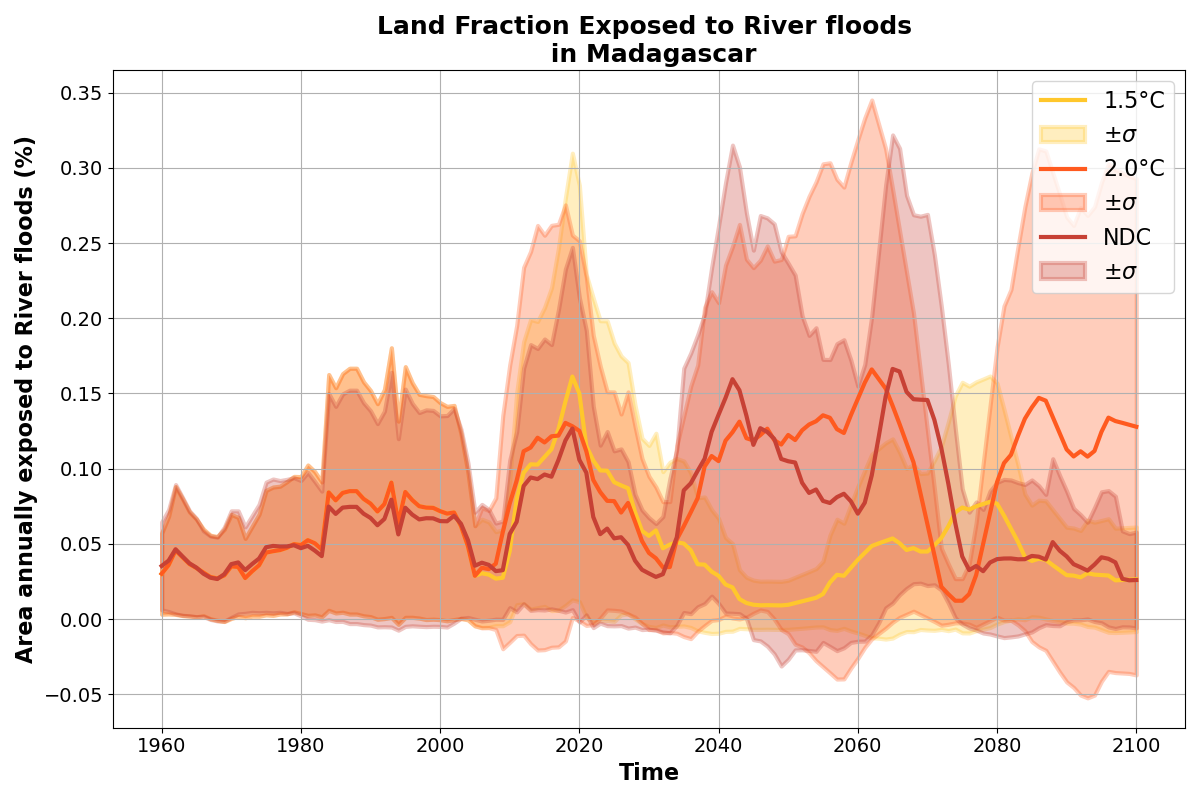 Land Fraction Exposed to River floods
in Madagascar
Area annually exposed to River floods (%)
0.35
0.30
0.25
0.20
0.15
0.10
0.05
0.00
−0.05
1960
1980
2000
2020
2040
2060
2080
2100
Time
1.5°C
±σ
2.0°C
±σ
NDC
±σ